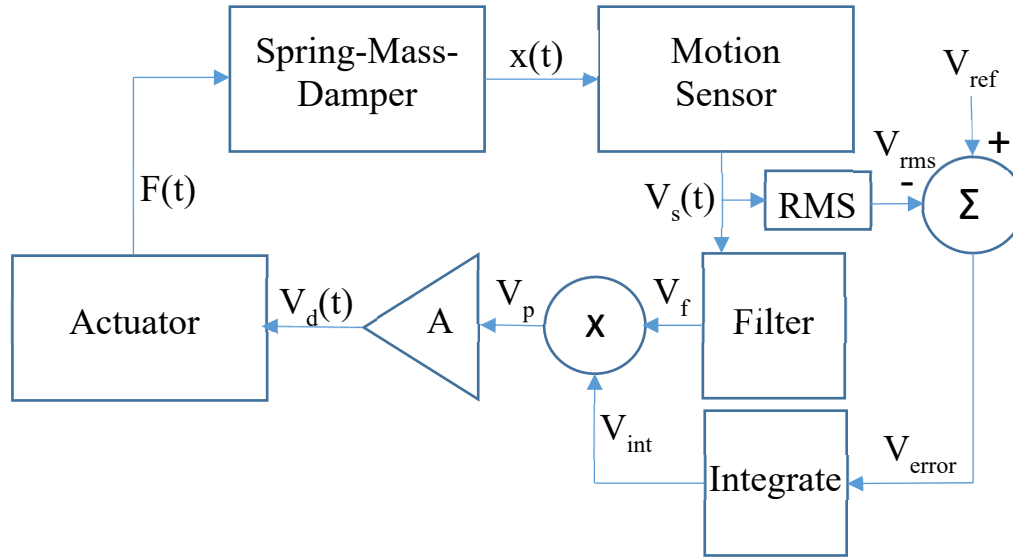 Spring-Mass-
Damper
x(t)
Motion
Sensor
V_ref
+
V_rms
-
Σ
F(t)
V_s(t)
RMS
Actuator
V_d(t)
A
V_p
x
V_f
Filter
V_int
Integrate
V_error